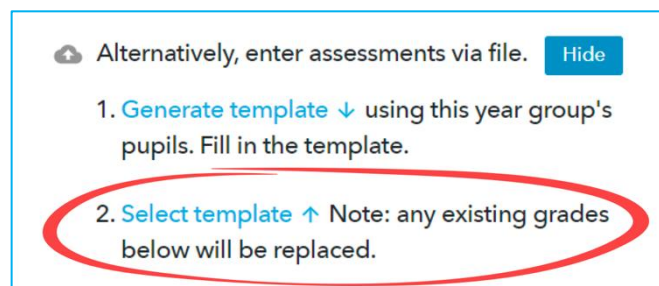 Alternatively, enter assessments via file. Hide
1. Generate template ↓ using this year group's
pupils. Fill in the template.
2. Select template ↑ Note: any existing grades
below will be replaced.